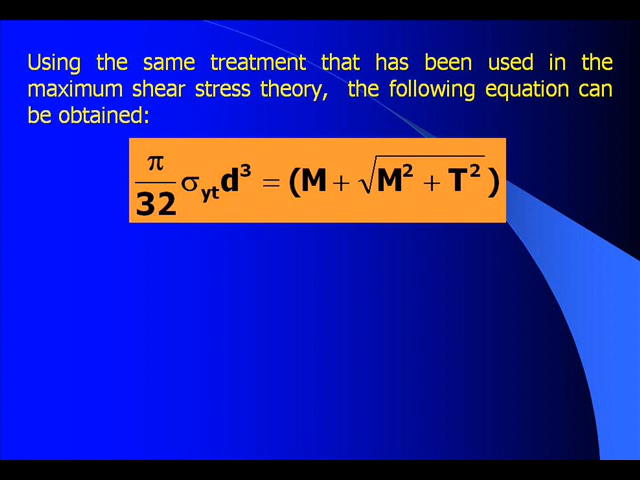 Using the same treatment that has been used in the
maximum shear stress theory, the following equation can
be obtained:
π/32 σ_yt d³ = (M + √(M² + T²))